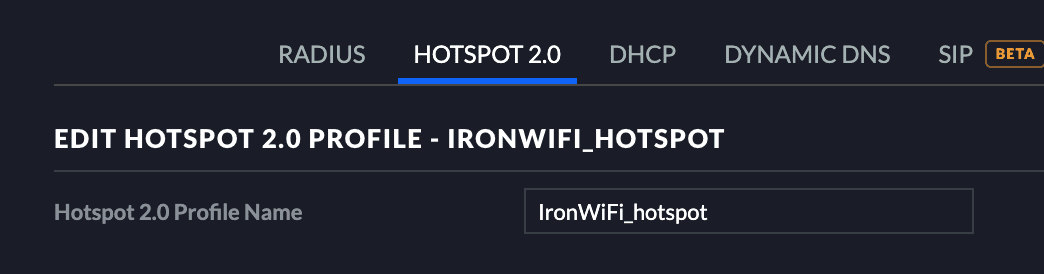 RADIUS HOTSPOT 2.0 DHCP DYNAMIC DNS SIP BETA
EDIT HOTSPOT 2.0 PROFILE - IRONWIFI_HOTSPOT
Hotspot 2.0 Profile Name IronWiFi_hotspot